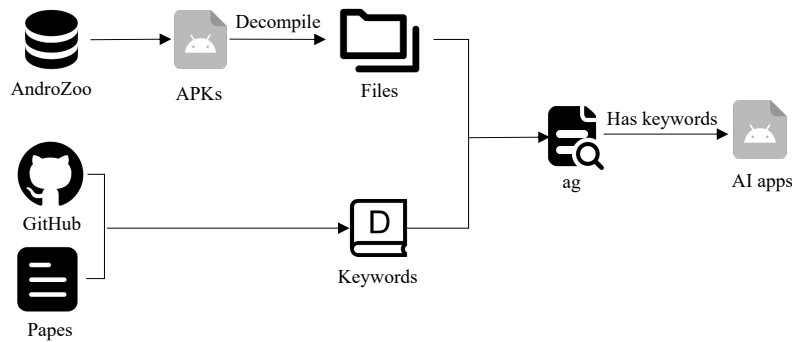 Decompile
AndroZoo
APKs
Files
Has keywords
ag
AI apps
GitHub
D
Keywords
Papes